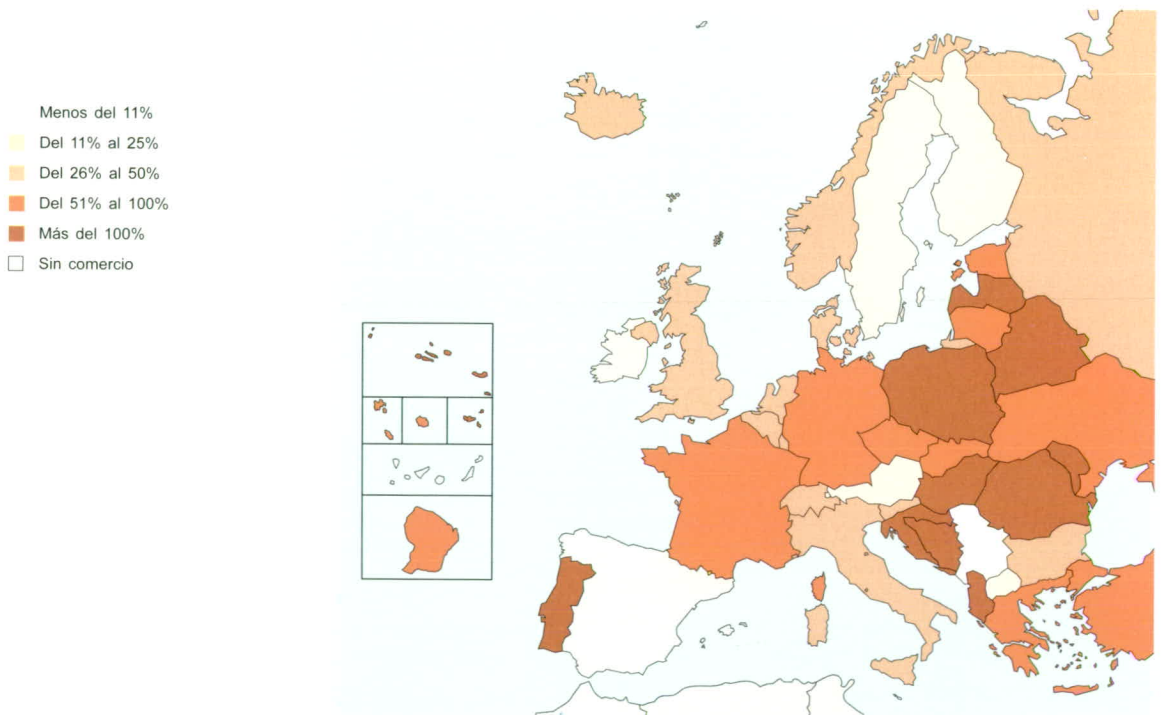 Menos del 11%
Del 11% al 25%
Del 26% al 50%
Del 51% al 100%
Más del 100%
Sin comercio